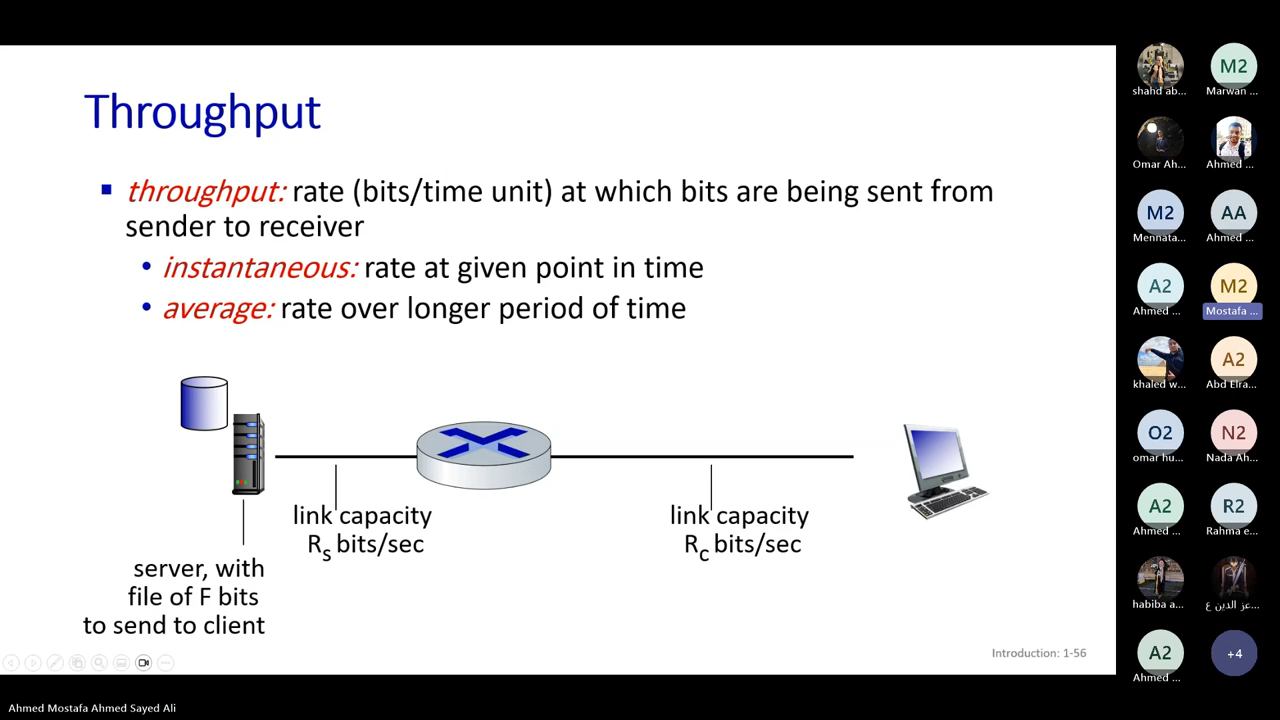 Throughput
throughput: rate (bits/time unit) at which bits are being sent from
sender to receiver
instantaneous: rate at given point in time
average: rate over longer period of time
link capacity
Rs bits/sec
link capacity
Rc bits/sec
server, with
file of F bits
to send to client
Introduction: 1-56
shahd ab...
M2
Marwan ...
Omar Ah...
Ahmed ...
M2
Mennata...
AA
Ahmed ...
A2
Ahmed ...
M2
Mostafa ...
khaled w...
A2
Abd Elra...
O2
omar hu...
N2
Nada Ah...
A2
Ahmed ...
R2
Rahma e...
habiba a...
عز الدين ع...
A2
Ahmed ...
+4
Ahmed Mostafa Ahmed Sayed Ali